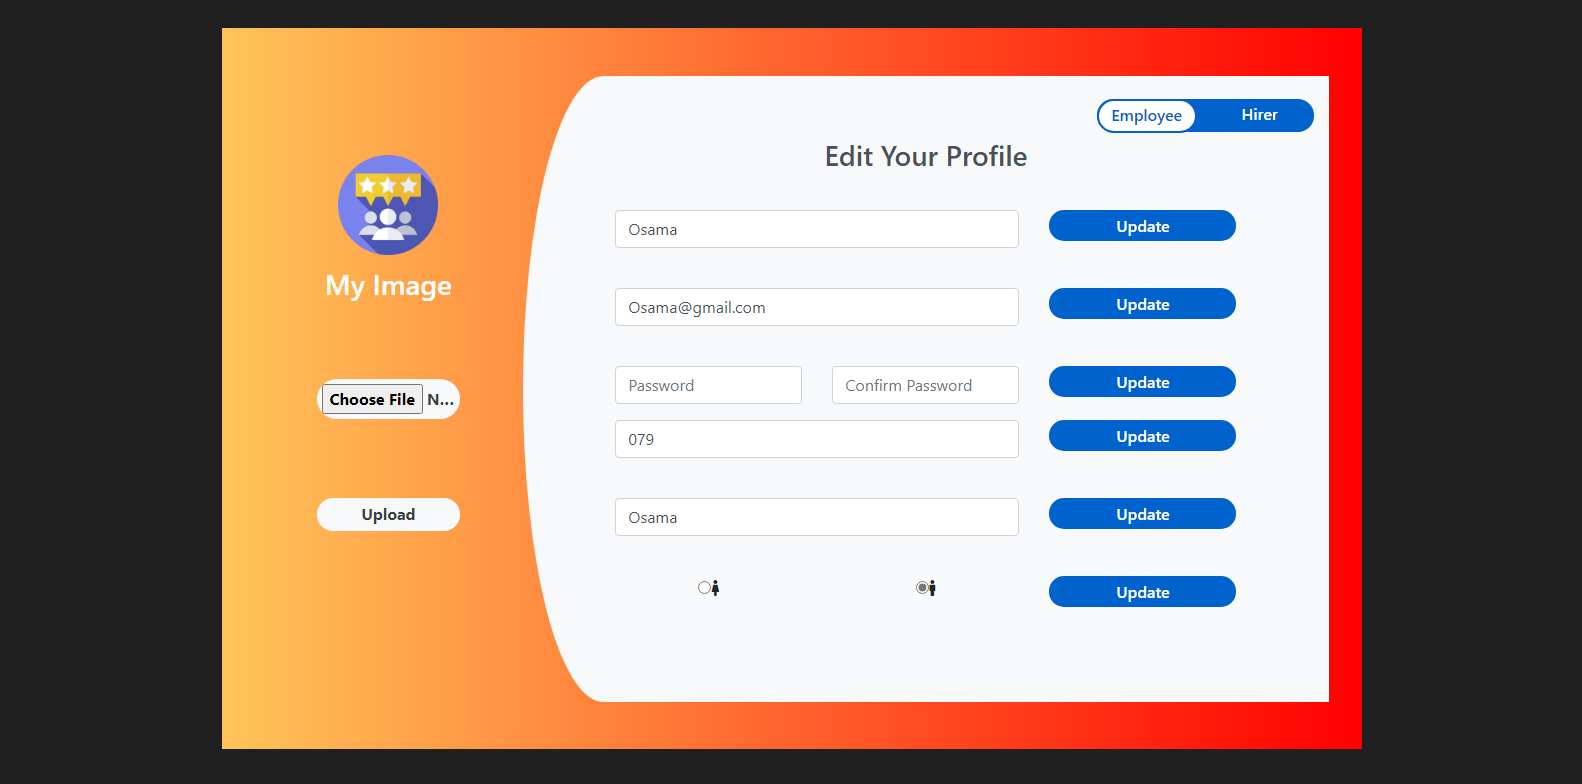 Employee Hirer
Edit Your Profile
My Image
Choose File N...
Upload
Osama Update
Osama@gmail.com Update
Password Confirm Password Update
079 Update
Osama Update
Update